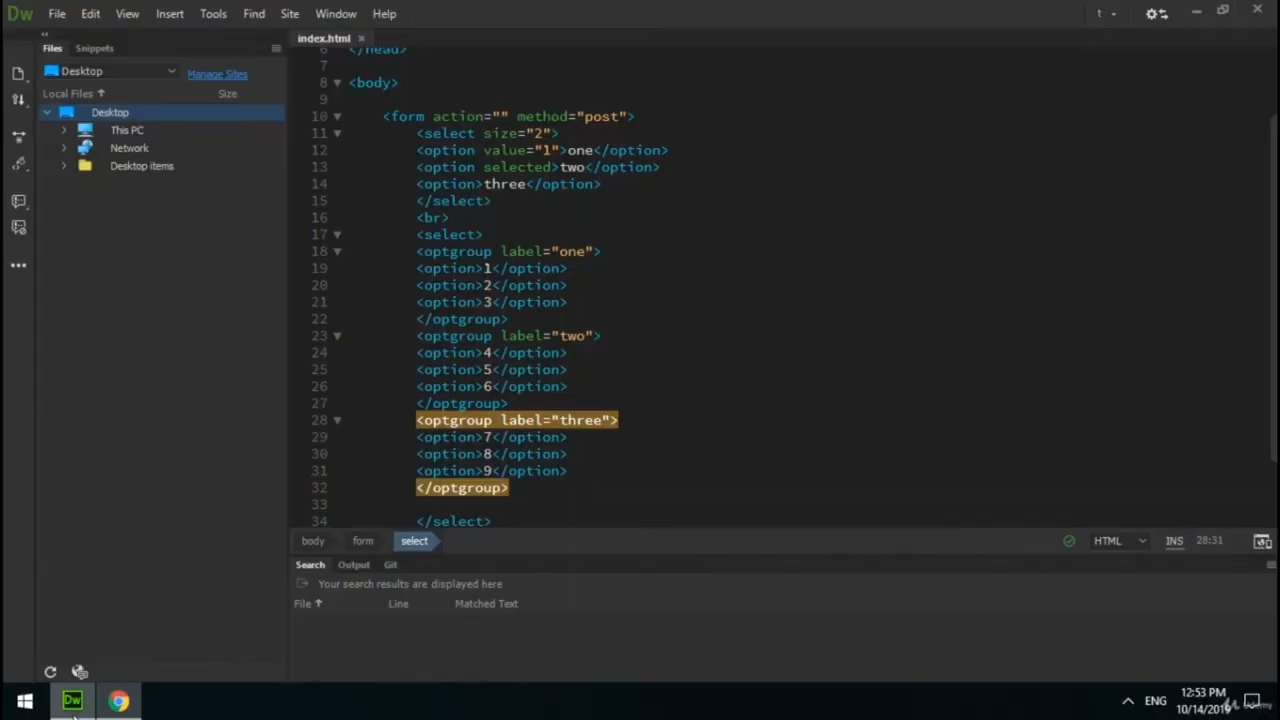 Dw File Edit View Insert Tools Find Site Window Help t
Files Snippets
Desktop Manage Sites
Local Files Size
Desktop
This PC
Network
Desktop items
index.html
6 </head>
7
8 <body>
9
10 <form action="" method="post">
11 <select size="2">
12 <option value="1">one</option>
13 <option selected>two</option>
14 <option>three</option>
15 </select>
16 <br>
17 <select>
18 <optgroup label="one">
19 <option>1</option>
20 <option>2</option>
21 <option>3</option>
22 </optgroup>
23 <optgroup label="two">
24 <option>4</option>
25 <option>5</option>
26 <option>6</option>
27 </optgroup>
28 <optgroup label="three">
29 <option>7</option>
30 <option>8</option>
31 <option>9</option>
32 </optgroup>
33
34 </select>
body form select HTML INS 28:31
Search Output Git
Your search results are displayed here
File Line Matched Text
Dw ENG 12:53 PM
10/14/2019